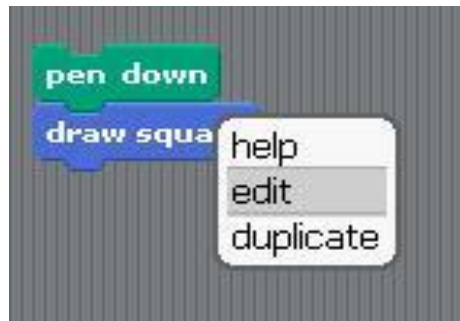 pen down
draw squa
help
edit
duplicate